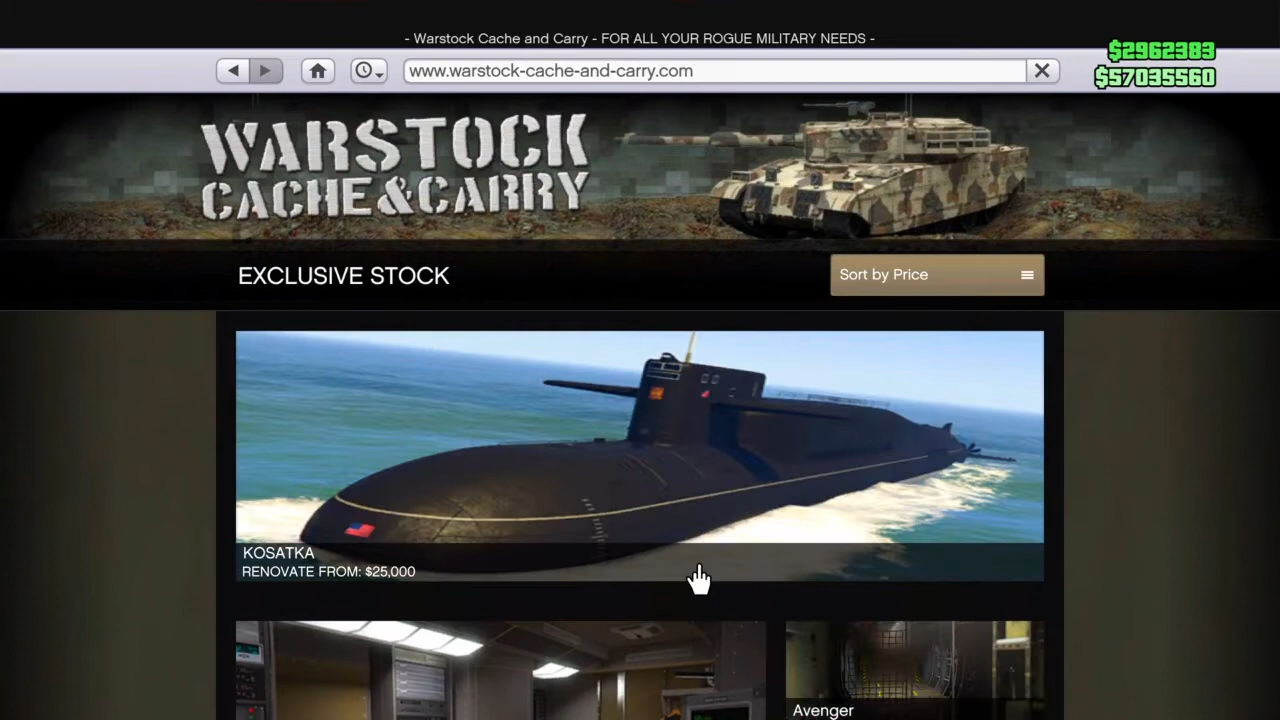 - Warstock Cache and Carry - FOR ALL YOUR ROGUE MILITARY NEEDS -
$2962383
$57035560
www.warstock-cache-and-carry.com
WARSTOCK
CACHE&CARRY
EXCLUSIVE STOCK
Sort by Price
KOSATKA
RENOVATE FROM: $25,000
Avenger